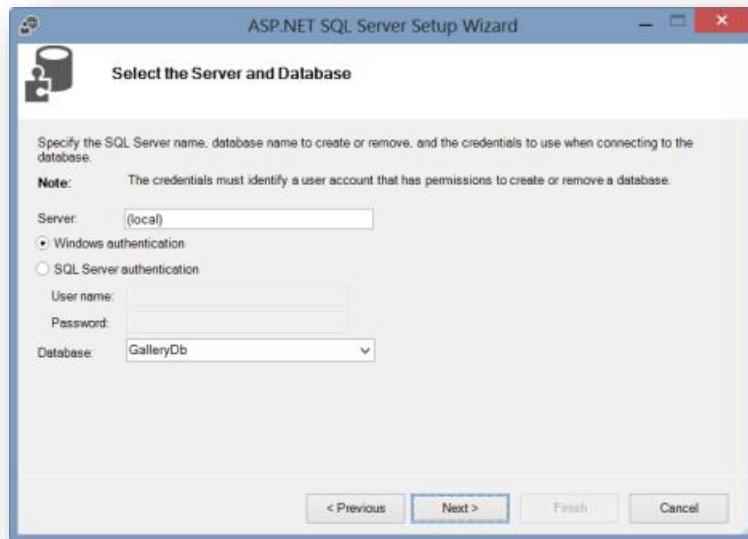 ASP.NET SQL Server Setup Wizard
Select the Server and Database
Specify the SQL Server name, database name to create or remove, and the credentials to use when connecting to the
database.
Note: The credentials must identify a user account that has permissions to create or remove a database.
Server: (local)
Windows authentication
SQL Server authentication
User name:
Password:
Database: GalleryDb
< Previous Next > Finish Cancel